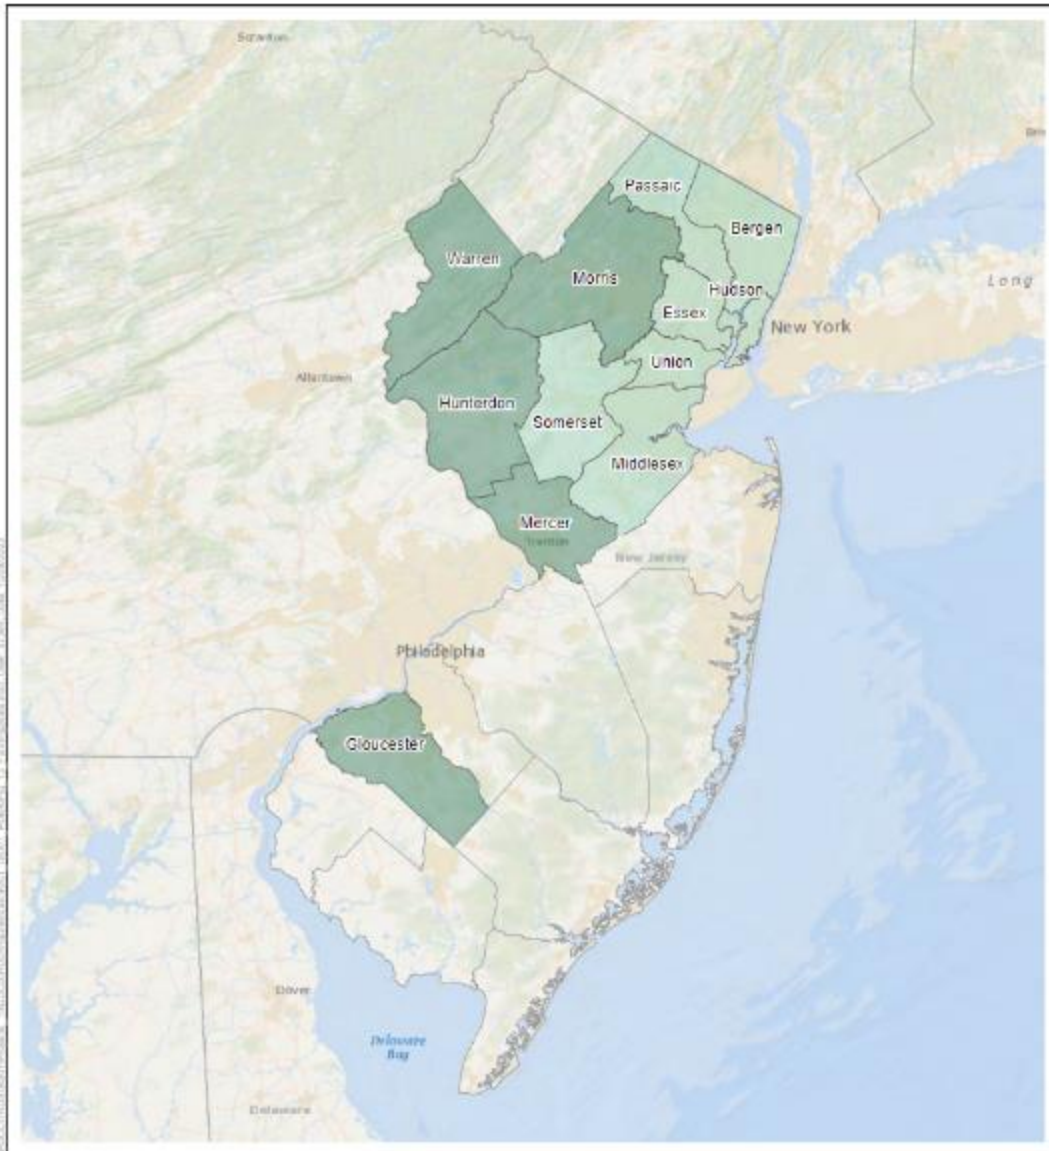 Scranton
Passaic
Bergen
Warren
Morris
Hudson
Long
Essex
New York
Union
Allentown
Hunterdon
Somerset
Middlesex
Mercer
Trenton
New Jersey
Philadelphia
Gloucester
Dover
Delaware
Bay
Delaware